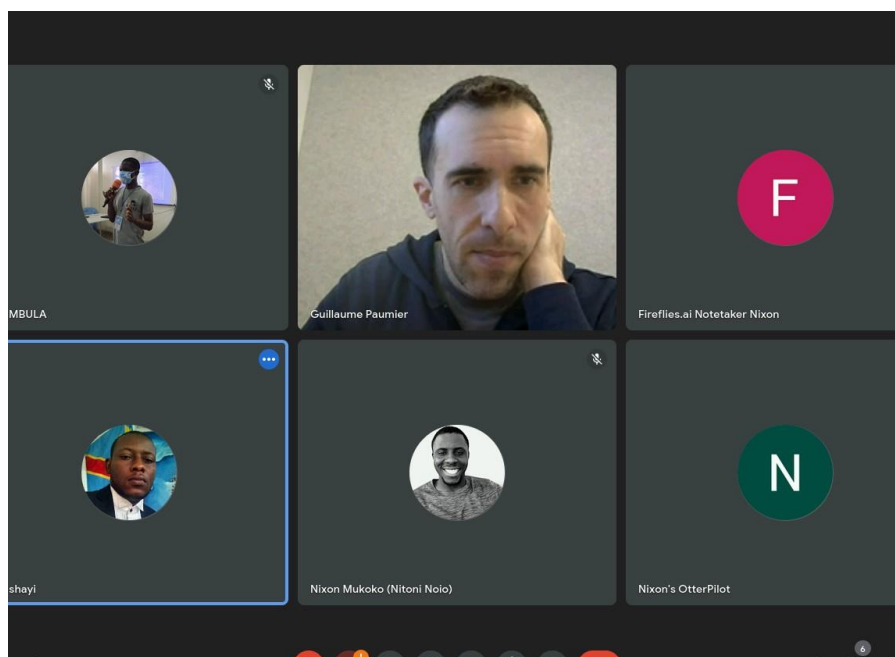 MBULA
Guillaume Paumier
F
Fireflies.ai Notetaker Nixon
shayi
Nixon Mukoko (Nitoni Noio)
N
Nixon's OtterPilot
6